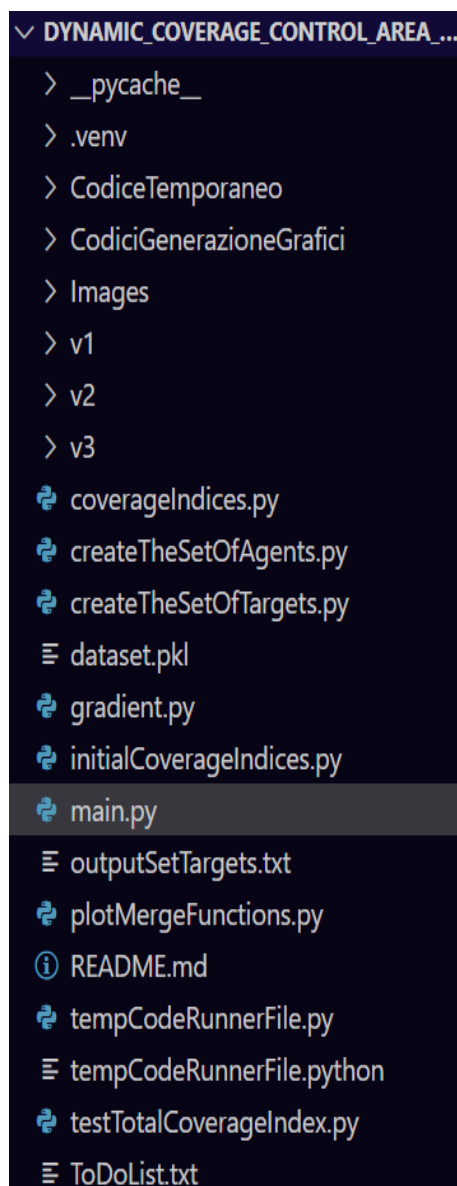 DYNAMIC_COVERAGE_CONTROL_AREA_...
__pycache__
.venv
CodiceTemporaneo
CodiciGenerazioneGrafici
Images
v1
v2
v3
coverageIndices.py
createTheSetOfAgents.py
createTheSetOfTargets.py
dataset.pkl
gradient.py
initialCoverageIndices.py
main.py
outputSetTargets.txt
plotMergeFunctions.py
README.md
tempCodeRunnerFile.py
tempCodeRunnerFile.python
testTotalCoverageIndex.py
ToDoList.txt